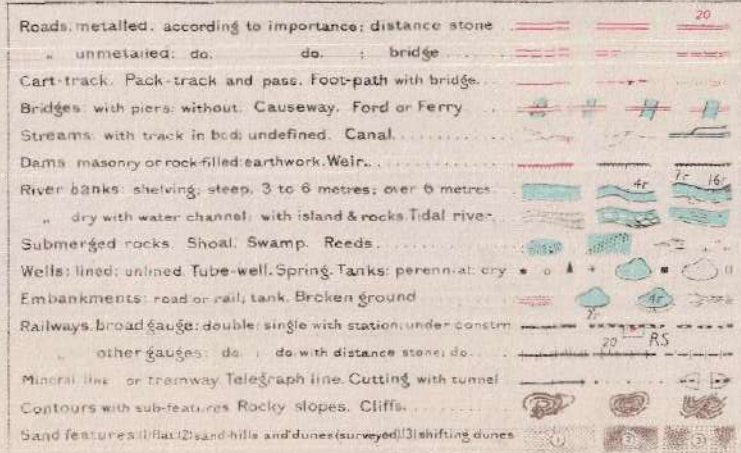 20
Roads, metalled, according to importance; distance stone
„ unmetalled: do. do. ; bridge
Cart-track. Pack-track and pass. Foot-path with bridge
Bridges: with piers; without. Causeway. Ford or Ferry
Streams: with track in bed; undefined. Canal
Dams: masonry or rock-filled; earthwork. Weir.
River banks: shelving; steep, 3 to 6 metres; over 6 metres 4r 7r 16r
„ dry with water channel; with island & rocks. Tidal river
Submerged rocks. Shoal. Swamp. Reeds
Wells: lined; unlined. Tube-well. Spring. Tanks: perennial; dry
Embankments: road or rail; tank. Broken ground
Railways, broad gauge: double; single with station; under constrn RS
„ other gauges: do. ; do. with distance stone; do. 20
Mineral line or tramway. Telegraph line. Cutting with tunnel
Contours with sub-features. Rocky slopes. Cliffs.
Sand features: (1) flat (2) sand-hills and dunes (surveyed) (3) shifting dunes 1 2 3